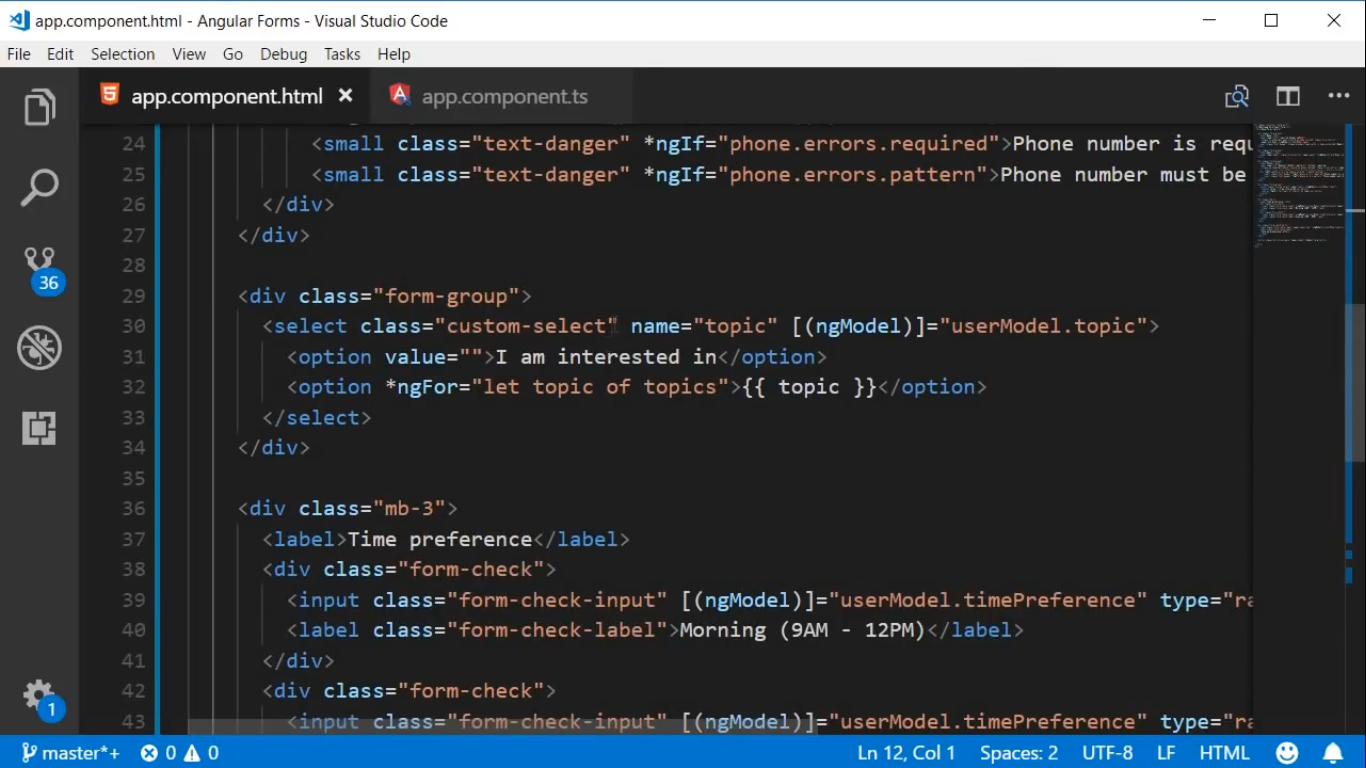 app.component.html - Angular Forms - Visual Studio Code
File Edit Selection View Go Debug Tasks Help
app.component.html app.component.ts
24 <small class="text-danger" *ngIf="phone.errors.required">Phone number is requ
25 <small class="text-danger" *ngIf="phone.errors.pattern">Phone number must be
26 </div>
27 </div>
28
29 <div class="form-group">
30 <select class="custom-select" name="topic" [(ngModel)]="userModel.topic">
31 <option value="">I am interested in</option>
32 <option *ngFor="let topic of topics">{{ topic }}</option>
33 </select>
34 </div>
35
36 <div class="mb-3">
37 <label>Time preference</label>
38 <div class="form-check">
39 <input class="form-check-input" [(ngModel)]="userModel.timePreference" type="ra
40 <label class="form-check-label">Morning (9AM - 12PM)</label>
41 </div>
42 <div class="form-check">
43 <input class="form-check-input" [(ngModel)]="userModel.timePreference" type="ra
36
1
master*+ 0 0 Ln 12, Col 1 Spaces: 2 UTF-8 LF HTML